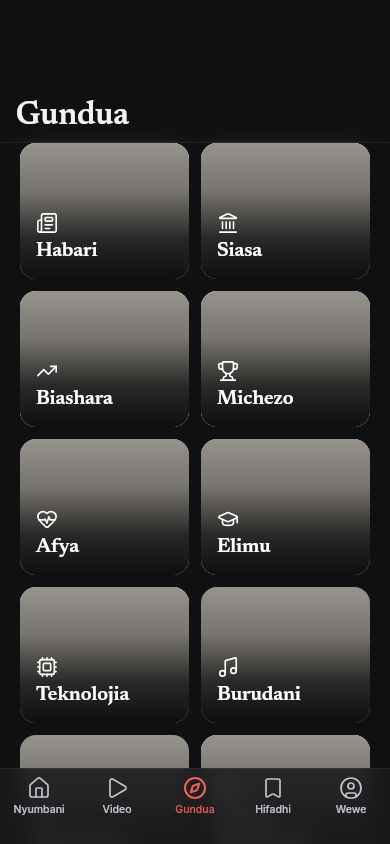 Gundua
Habari
Siasa
Biashara
Michezo
Afya
Elimu
Teknolojia
Burudani
Nyumbani
Video
Gundua
Hifadhi
Wewe